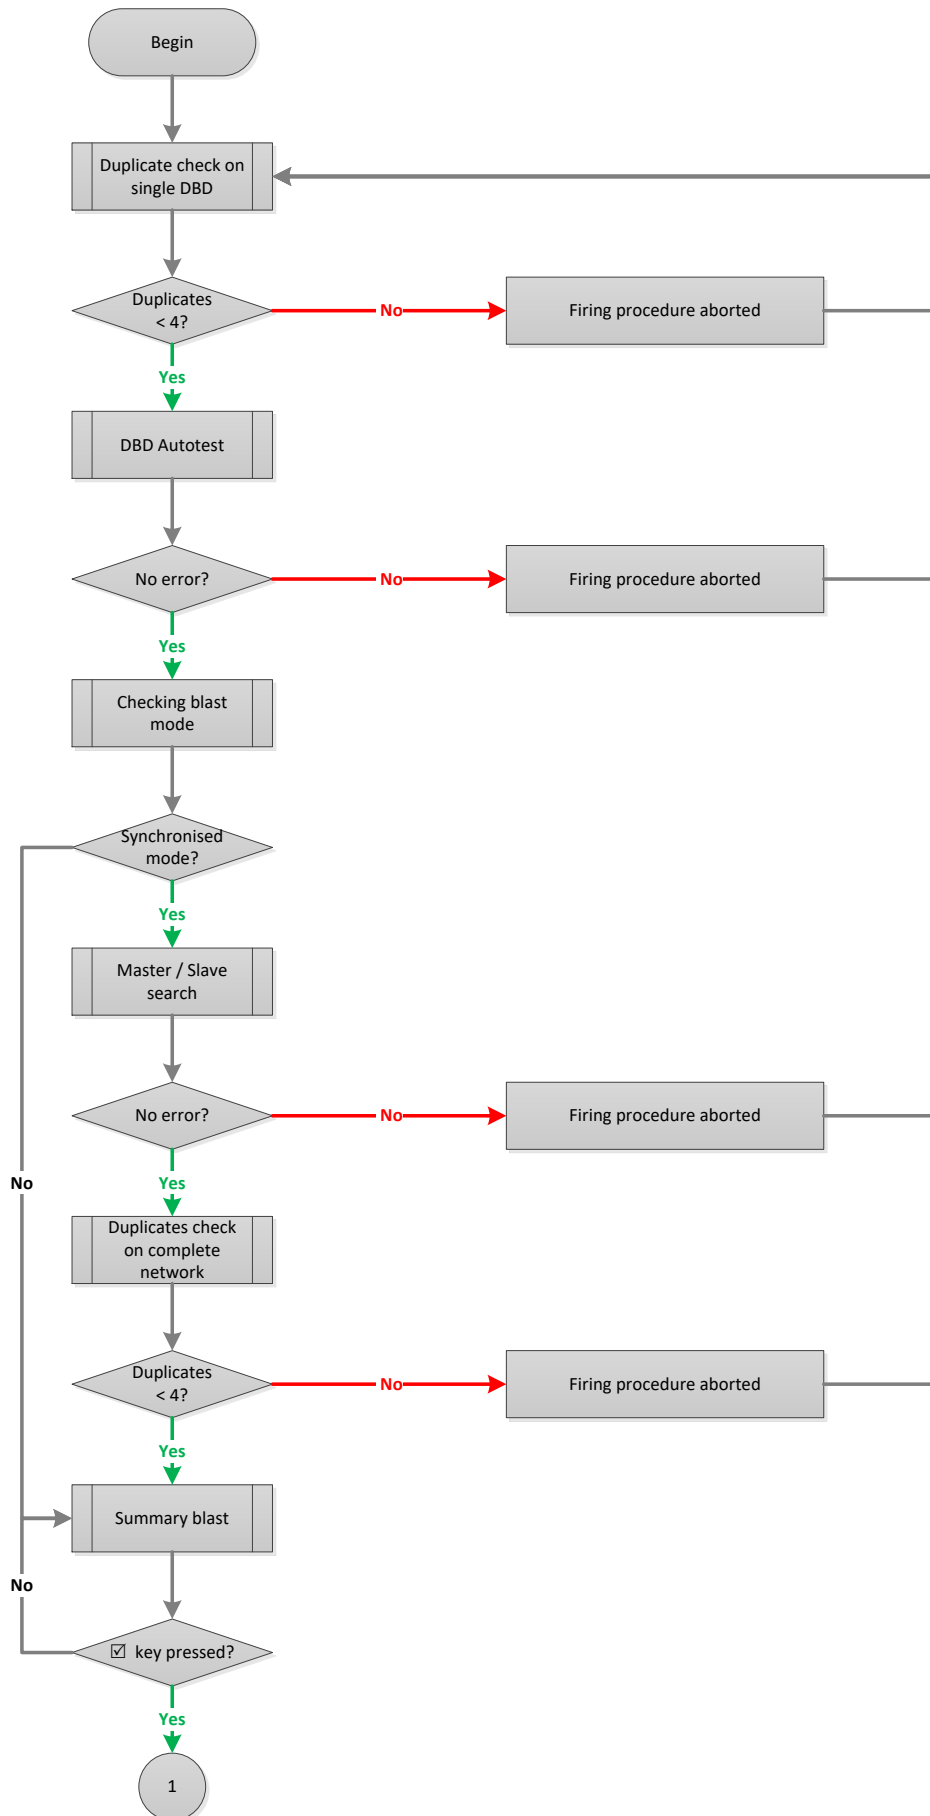 Begin
Duplicate check on
single DBD
Duplicates
< 4?
No
Firing procedure aborted
Yes
DBD Autotest
No error?
No
Firing procedure aborted
Yes
Checking blast
mode
Synchronised
mode?
Yes
Master / Slave
search
No error?
No
Firing procedure aborted
No
Yes
Duplicates check
on complete
network
Duplicates
< 4?
No
Firing procedure aborted
Yes
Summary blast
No
☑ key pressed?
Yes
1